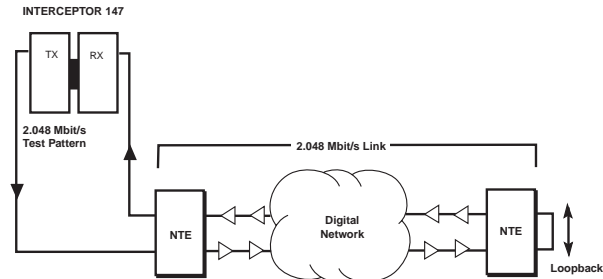 INTERCEPTOR 147
TX
RX
2.048 Mbit/s
Test Pattern
2.048 Mbit/s Link
NTE
Digital
Network
NTE
Loopback